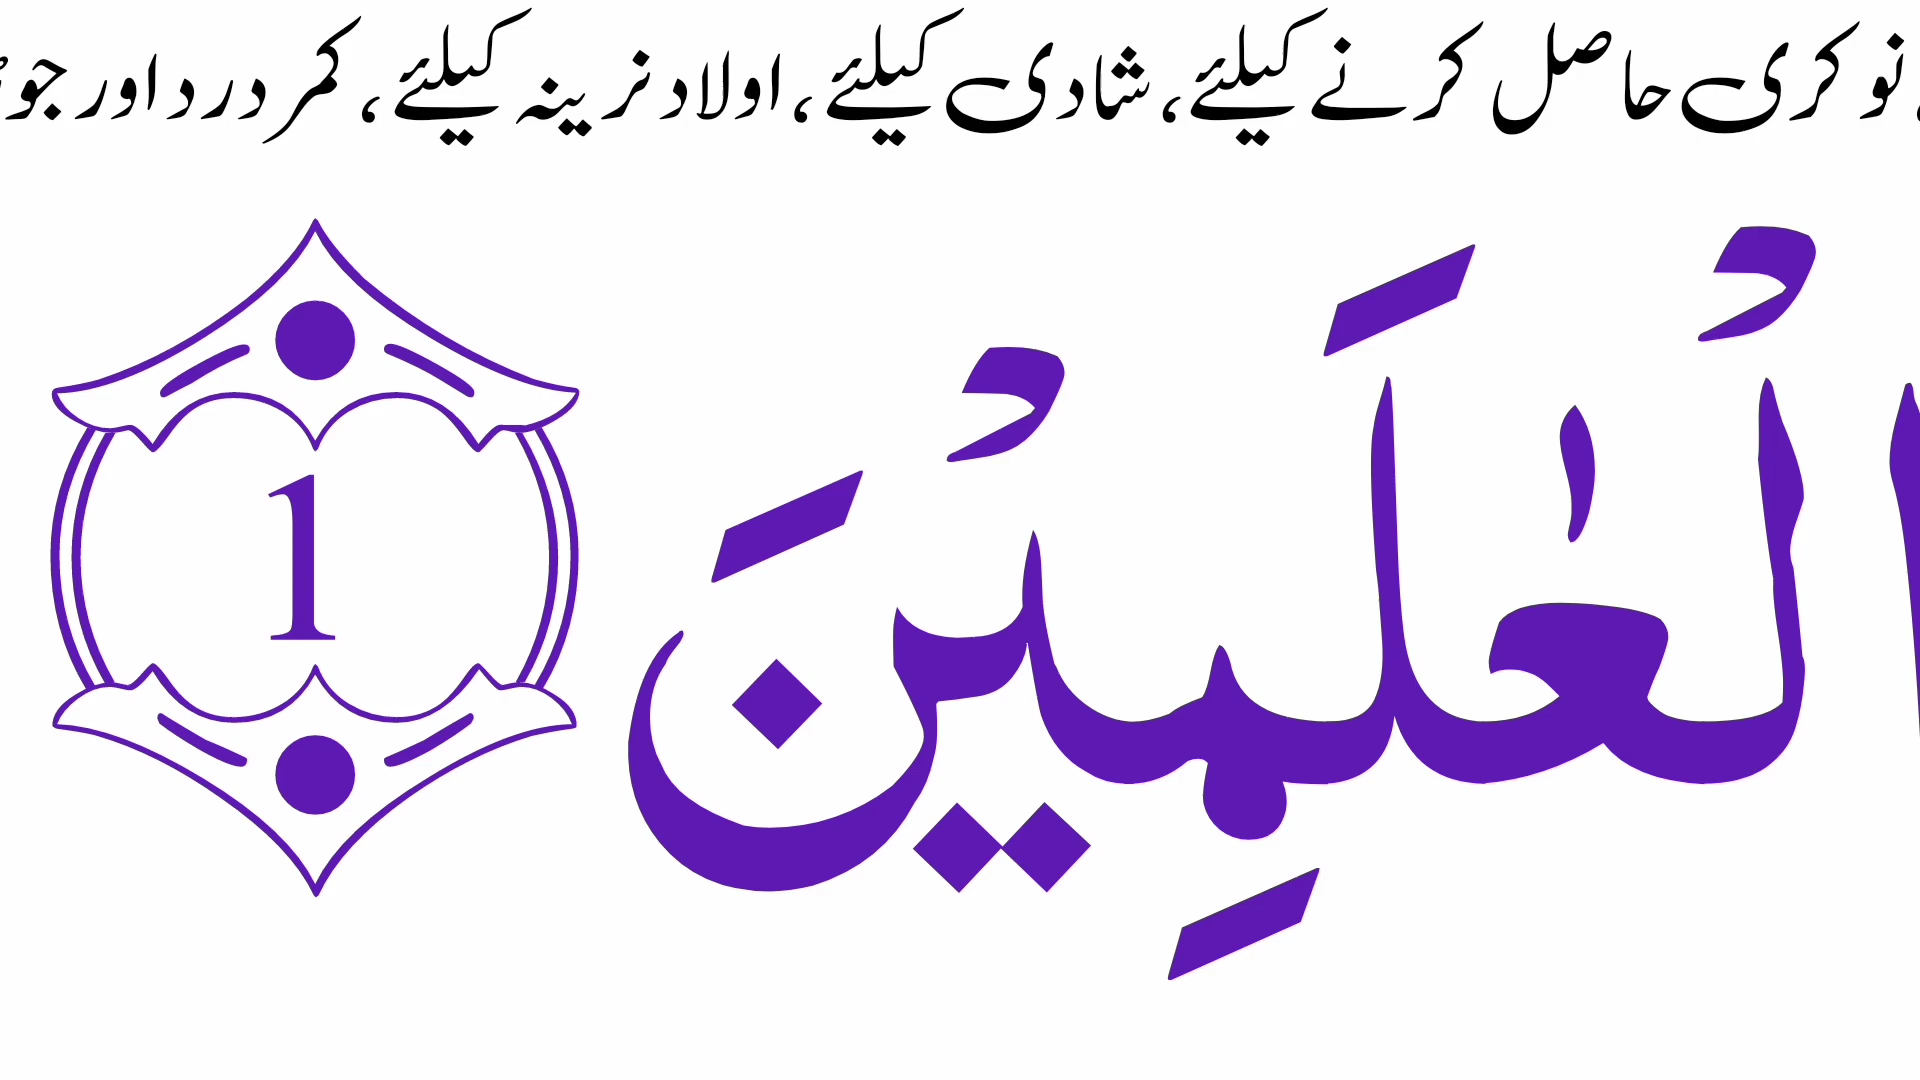 نوکری حاصل کرنے کیلئے، شادی کیلئے، اولاد نرینہ کیلئے، کمر درد اور
الْعٰلَمِيْنَ 1